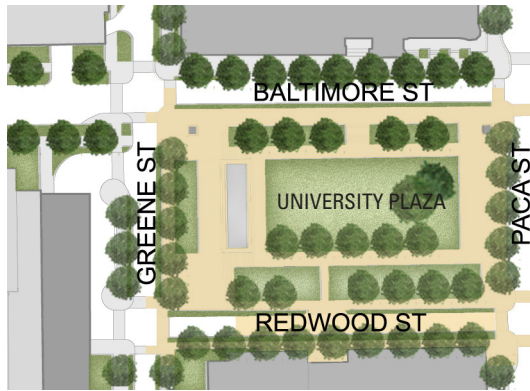 BALTIMORE ST
GREENE ST
UNIVERSITY PLAZA
PACA ST
REDWOOD ST